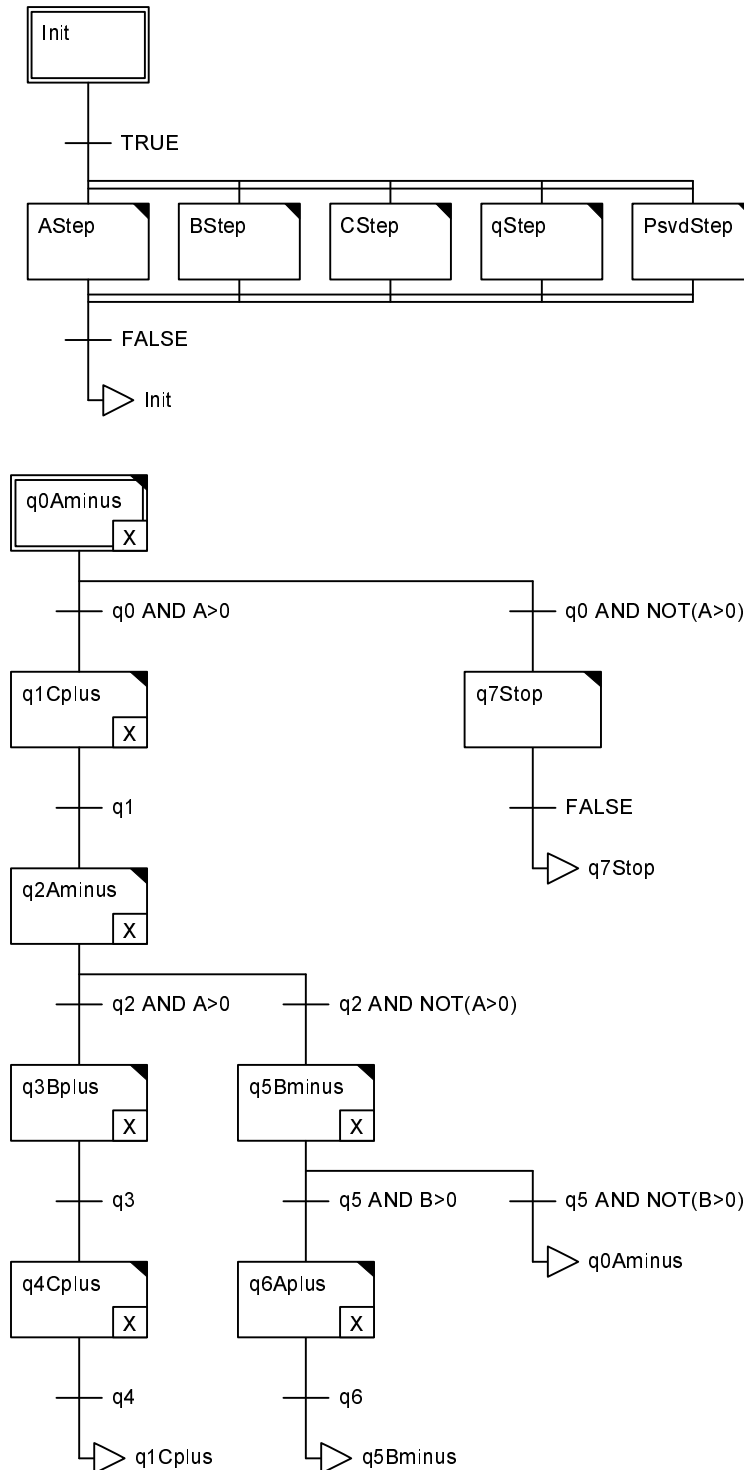 Init
TRUE
AStep BStep CStep qStep PsvdStep
FALSE
Init
q0Aminus
X
q0 AND A>0 q0 AND NOT(A>0)
q1Cplus q7Stop
X
q1 FALSE
q7Stop
q2Aminus
X
q2 AND A>0 q2 AND NOT(A>0)
q3Bplus q5Bminus
X X
q3 q5 AND B>0 q5 AND NOT(B>0)
q0Aminus
q4Cplus q6Aplus
X X
q4 q6
q1Cplus q5Bminus